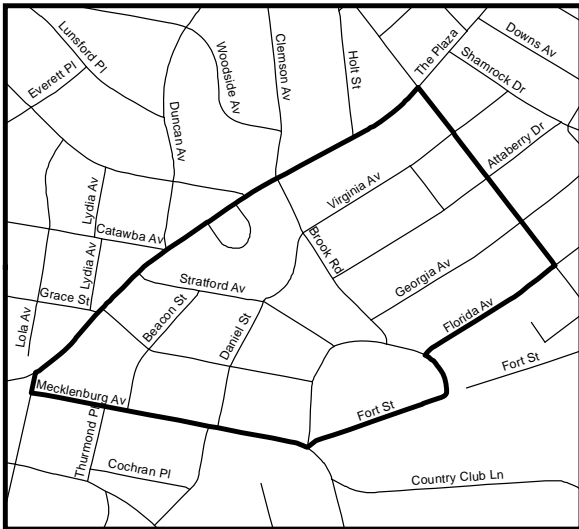 Lunsford Pl
Everett Pl
Woodside Av
Clemson Av
Holt St
The Plaza
Downs Av
Shamrock Dr
Duncan Av
Attaberry Dr
Lydia Av
Virginia Av
Catawba Av
Brook Rd
Lydia Av
Stratford Av
Georgia Av
Grace St
Beacon St
Daniel St
Florida Av
Lola Av
Fort St
Mecklenburg Av
Fort St
Thurmond Pl
Cochran Pl
Country Club Ln